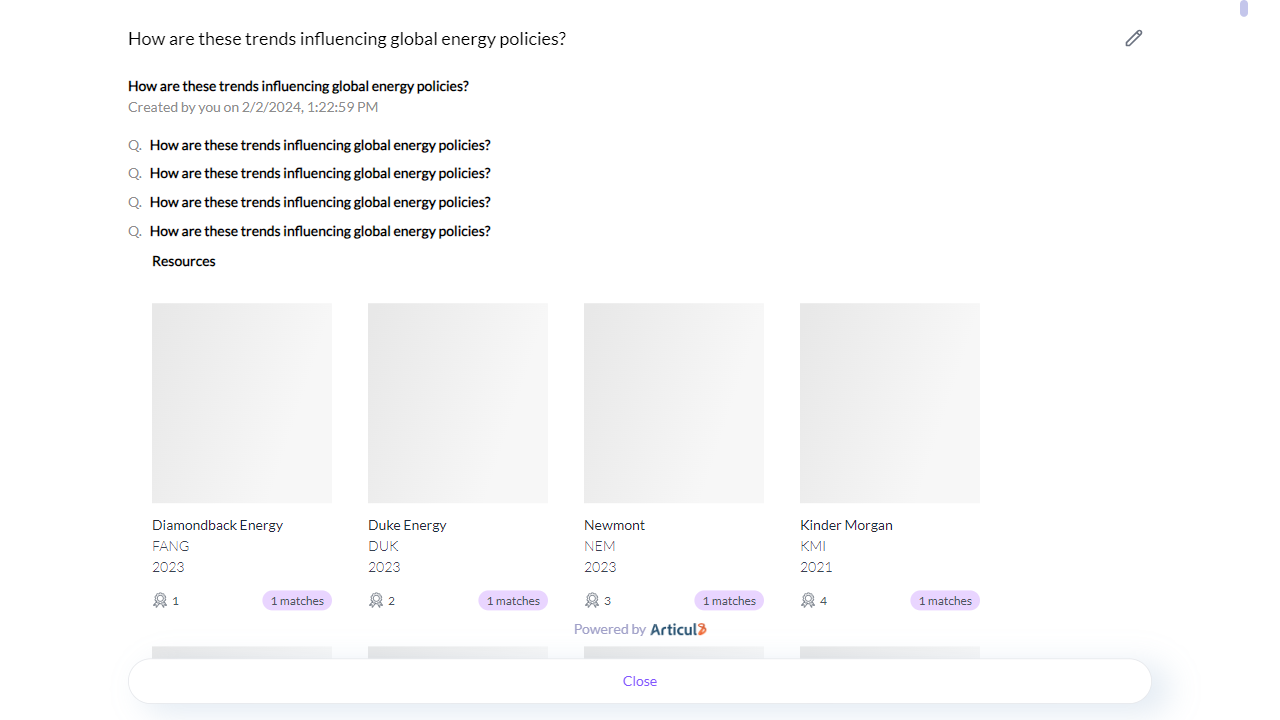 How are these trends influencing global energy policies?
How are these trends influencing global energy policies?
Created by you on 2/2/2024, 1:22:59 PM
Q. How are these trends influencing global energy policies?
Q. How are these trends influencing global energy policies?
Q. How are these trends influencing global energy policies?
Q. How are these trends influencing global energy policies?
Resources
Diamondback Energy Duke Energy Newmont Kinder Morgan
FANG DUK NEM KMI
2023 2023 2023 2021
1 1 matches 2 1 matches 3 1 matches 4 1 matches
Powered by Articul8
Close